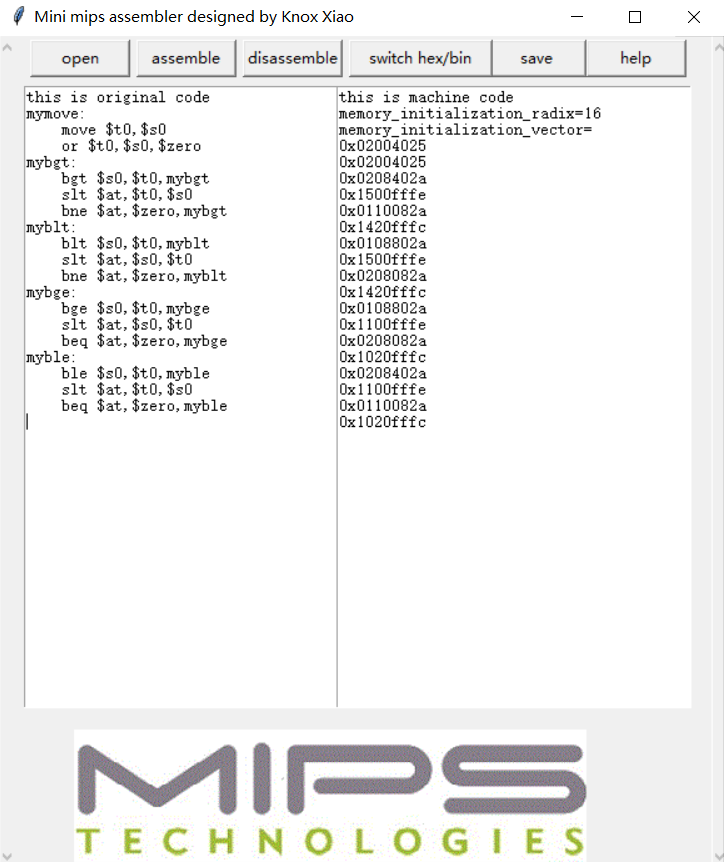 Mini mips assembler designed by Knox Xiao
open assemble disassemble switch hex/bin save help
this is original code
mymove:
    move $t0,$s0
    or $t0,$s0,$zero
mybgt:
    bgt $s0,$t0,mybgt
    slt $at,$t0,$s0
    bne $at,$zero,mybgt
myblt:
    blt $s0,$t0,myblt
    slt $at,$s0,$t0
    bne $at,$zero,myblt
mybge:
    bge $s0,$t0,mybge
    slt $at,$s0,$t0
    beq $at,$zero,mybge
myble:
    ble $s0,$t0,myble
    slt $at,$t0,$s0
    beq $at,$zero,myble
this is machine code
memory_initialization_radix=16
memory_initialization_vector=
0x02004025
0x02004025
0x0208402a
0x1500fffe
0x0110082a
0x1420fffc
0x0108802a
0x1500fffe
0x0208082a
0x1420fffc
0x0108802a
0x1100fffe
0x0208082a
0x1020fffc
0x0208402a
0x1100fffe
0x0110082a
0x1020fffc
MIPS
TECHNOLOGIES